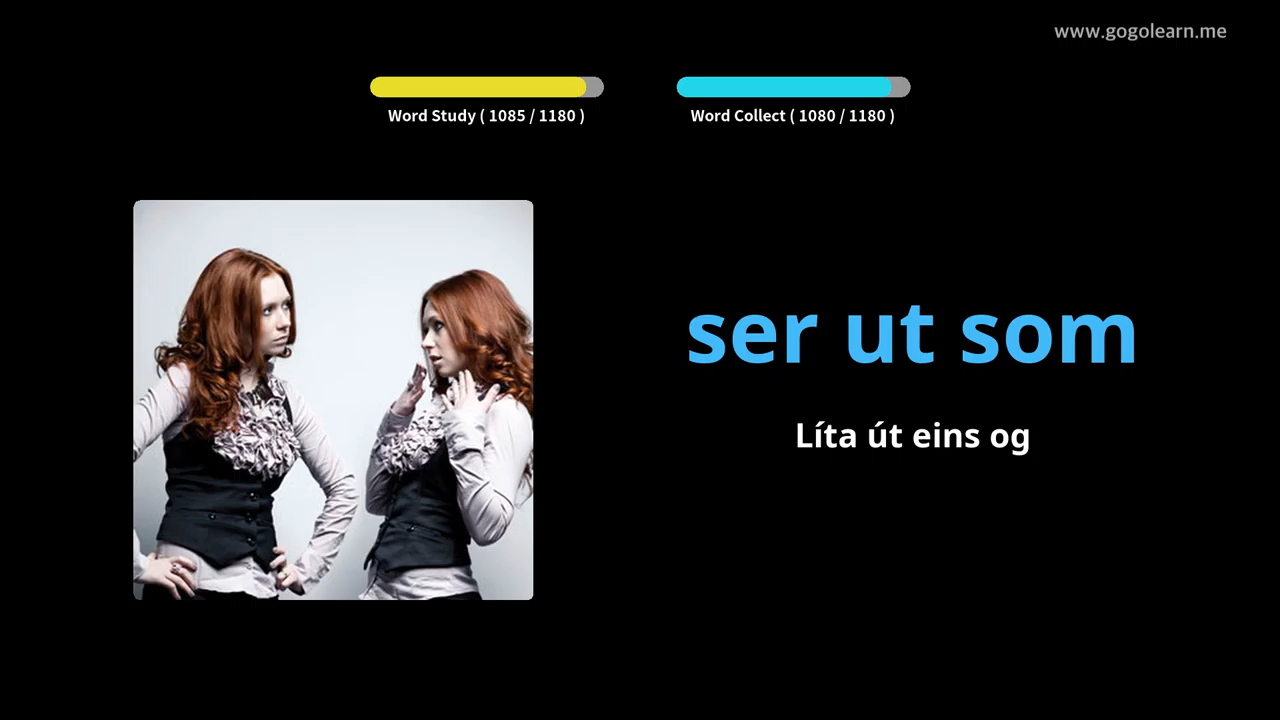 www.gogolearn.me
Word Study ( 1085 / 1180 )
Word Collect ( 1080 / 1180 )
ser ut som
Líta út eins og